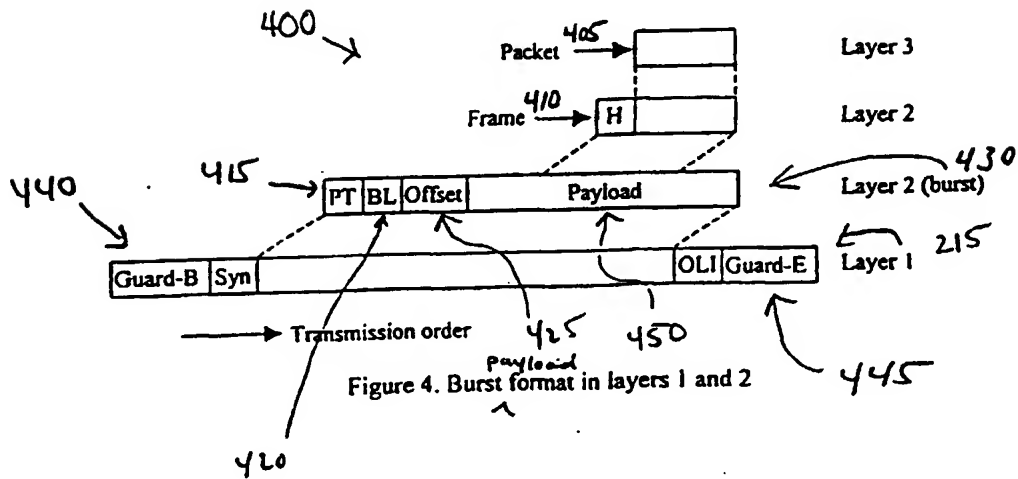 400
Packet 405 Layer 3
Frame 410 H Layer 2
430
440 415 PT BL Offset Payload Layer 2 (burst)
215
Guard-B Syn OLI Guard-E Layer 1
Transmission order 425 450 445
payload
Figure 4. Burst ^ format in layers 1 and 2
420